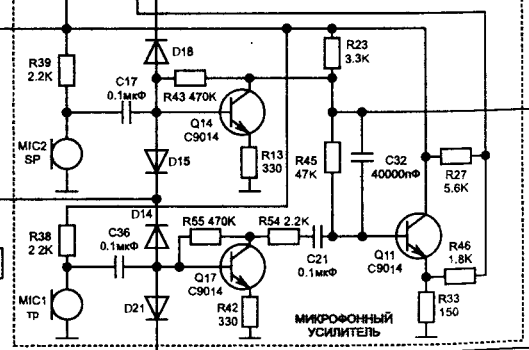 D18
R23
3.3K
R39
2.2K
C17
0.1мкФ
R43 470K
Q14
C9014
MIC2
SP
D15
R13
330
R45
47K
C32
40000пФ
R27
5.6K
D14
R38
2.2K
C36
0.1мкФ
R55 470K
R54 2.2K
C21
0.1мкФ
Q11
C9014
R46
1.8K
Q17
C9014
MIC1
тр
D21
R42
330
R33
150
МИКРОФОННЫЙ
УСИЛИТЕЛЬ